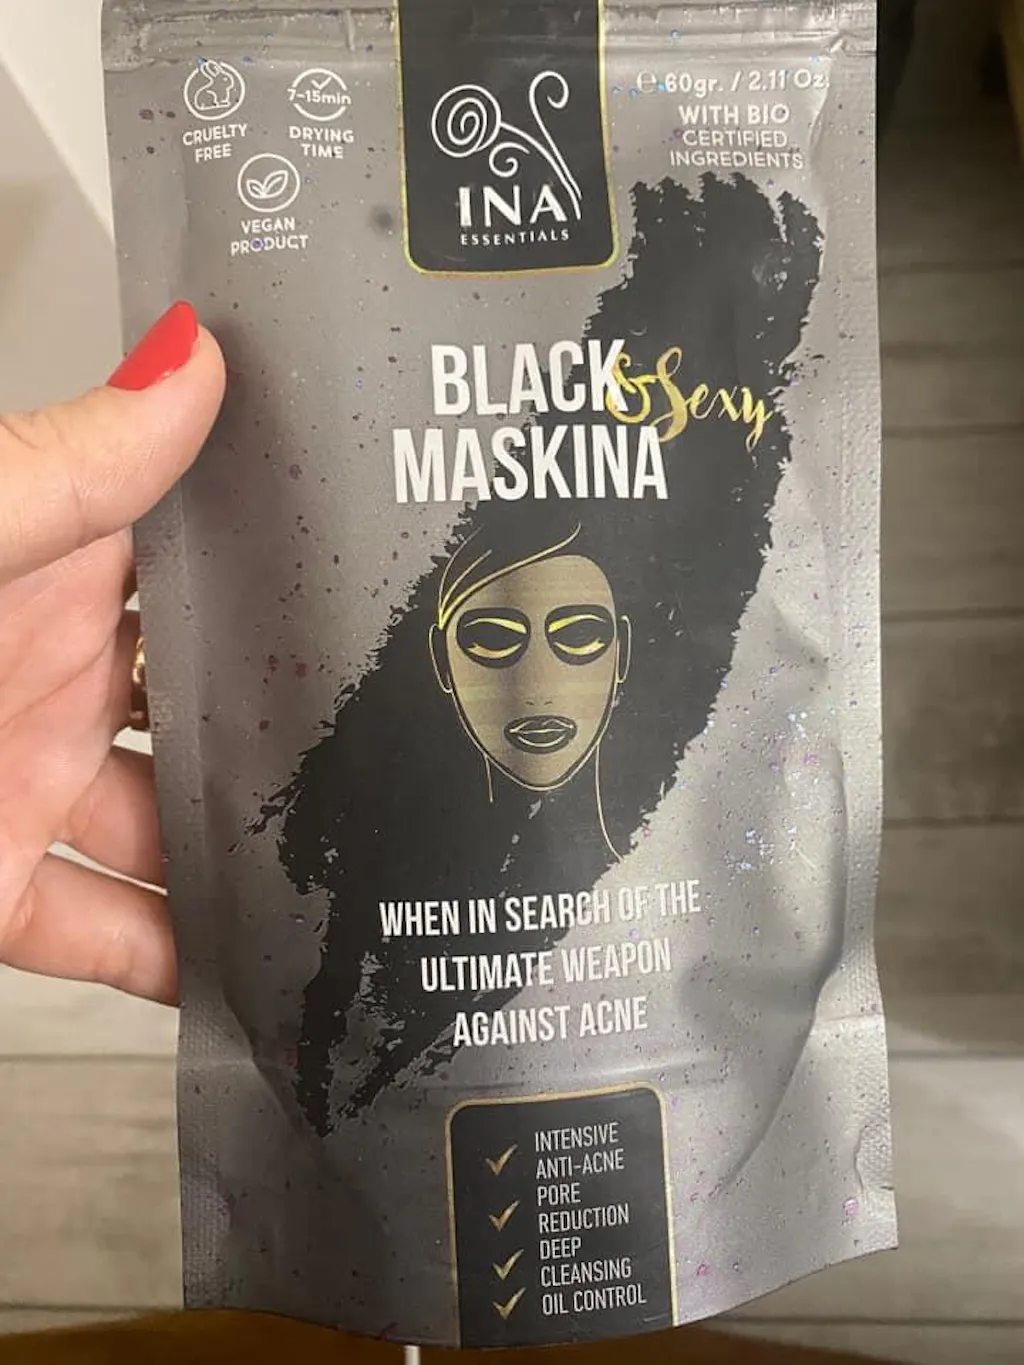 CRUELTY
FREE
7-15min
DRYING
TIME
VEGAN
PRODUCT
INA
ESSENTIALS
℮ 60gr. / 2.11 Oz.
WITH BIO
CERTIFIED
INGREDIENTS
BLACK & Sexy
MASKINA
WHEN IN SEARCH OF THE
ULTIMATE WEAPON
AGAINST ACNE
INTENSIVE
ANTI-ACNE
PORE
REDUCTION
DEEP
CLEANSING
OIL CONTROL